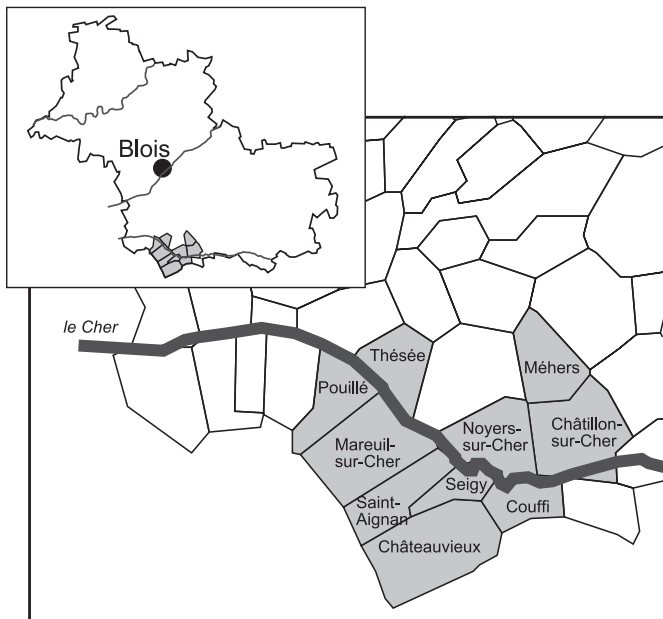 Blois
le Cher
Thésée
Pouillé
Méhers
Mareuil-
sur-Cher
Noyers-
sur-Cher
Châtillon-
sur-Cher
Saint-
Aignan
Seigy
Couffi
Châteauvieux